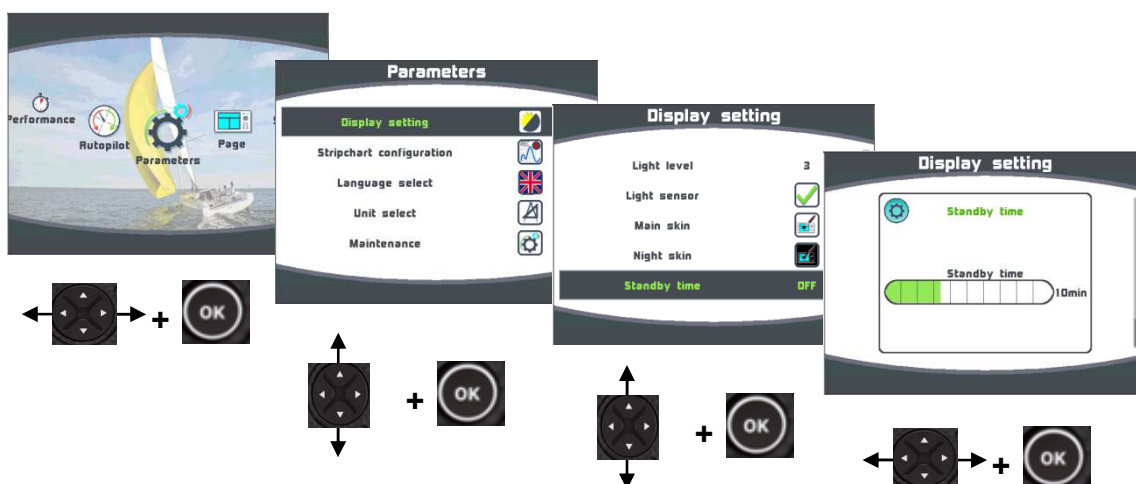 Performance
Autopilot
Parameters
Page
OK
+
Parameters
Display setting
Stripchart configuration
Language select
Unit select
Maintenance
+
OK
Display setting
Light level 3
Light sensor
Main skin
Night skin
Standby time OFF
+
OK
Display setting
Standby time
Standby time
10min
+
OK